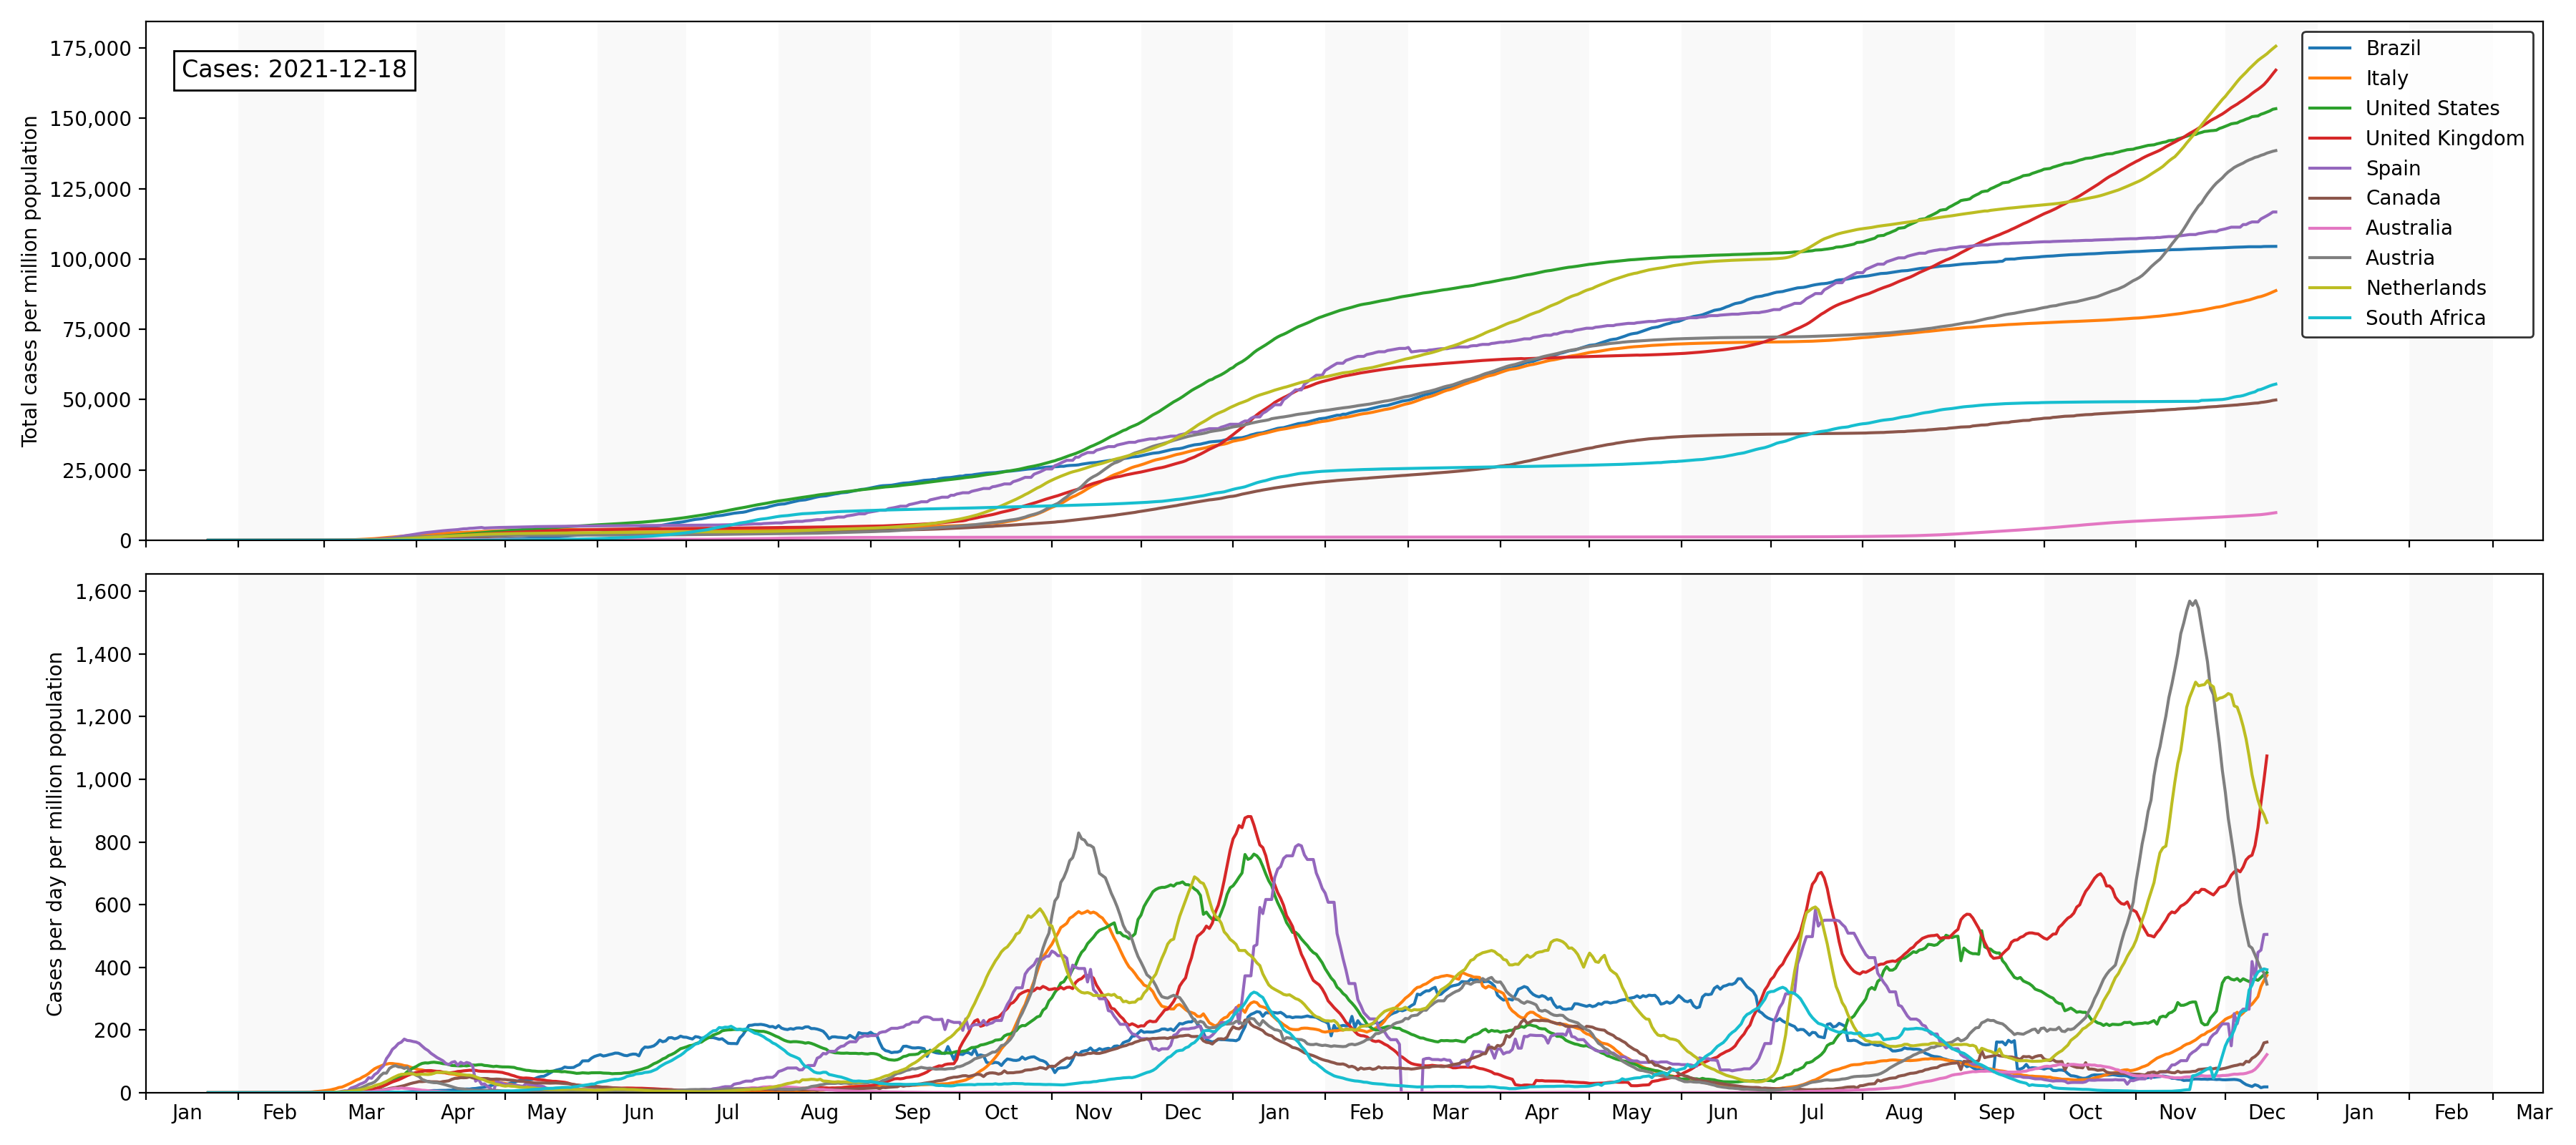 Cases: 2021-12-18
Total cases per million population
175,000
150,000
125,000
100,000
75,000
50,000
25,000
0
Brazil
Italy
United States
United Kingdom
Spain
Canada
Australia
Austria
Netherlands
South Africa
Cases per day per million population
1,600
1,400
1,200
1,000
800
600
400
200
0
Jan Feb Mar Apr May Jun Jul Aug Sep Oct Nov Dec Jan Feb Mar Apr May Jun Jul Aug Sep Oct Nov Dec Jan Feb Mar